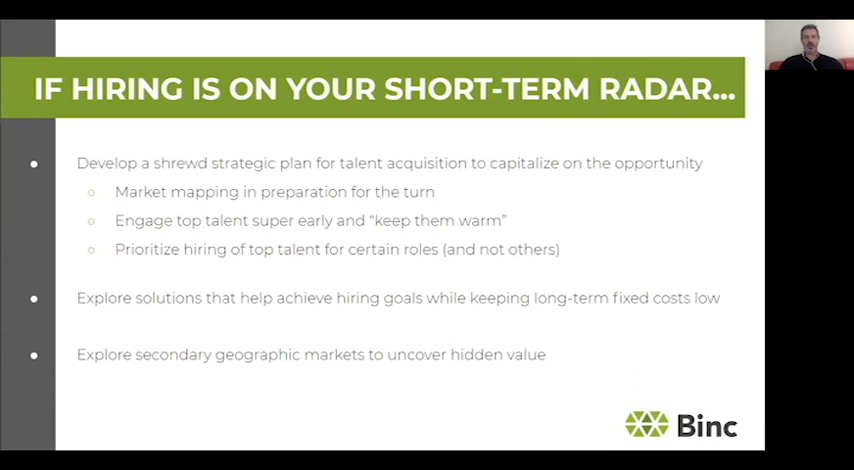 IF HIRING IS ON YOUR SHORT-TERM RADAR...
Develop a shrewd strategic plan for talent acquisition to capitalize on the opportunity
Market mapping in preparation for the turn
Engage top talent super early and “keep them warm”
Prioritize hiring of top talent for certain roles (and not others)
Explore solutions that help achieve hiring goals while keeping long-term fixed costs low
Explore secondary geographic markets to uncover hidden value
Binc